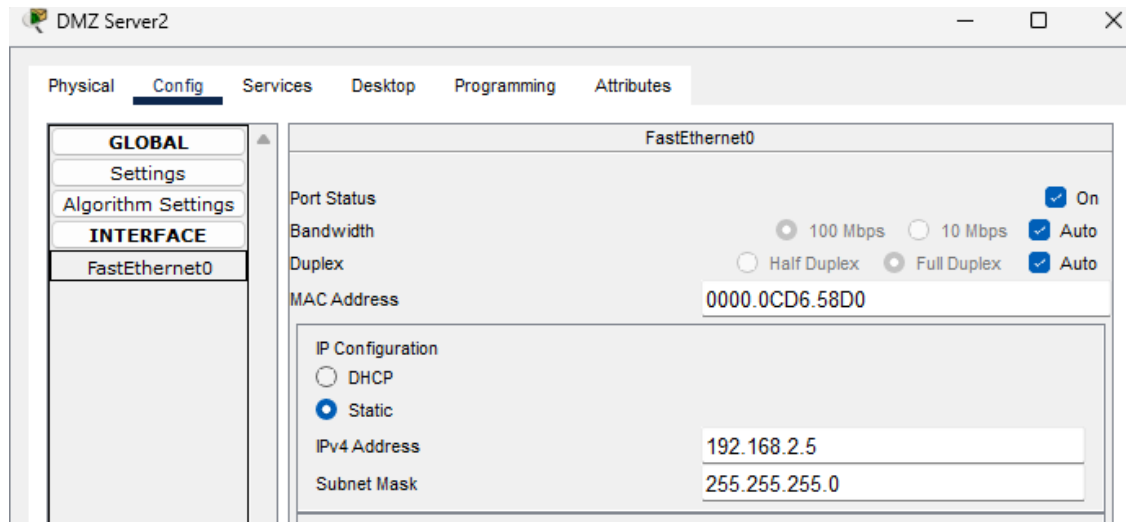 DMZ Server2
Physical Config Services Desktop Programming Attributes
GLOBAL
Settings
Algorithm Settings
INTERFACE
FastEthernet0
FastEthernet0
Port Status On
Bandwidth 100 Mbps 10 Mbps Auto
Duplex Half Duplex Full Duplex Auto
MAC Address 0000.0CD6.58D0
IP Configuration
DHCP
Static
IPv4 Address 192.168.2.5
Subnet Mask 255.255.255.0